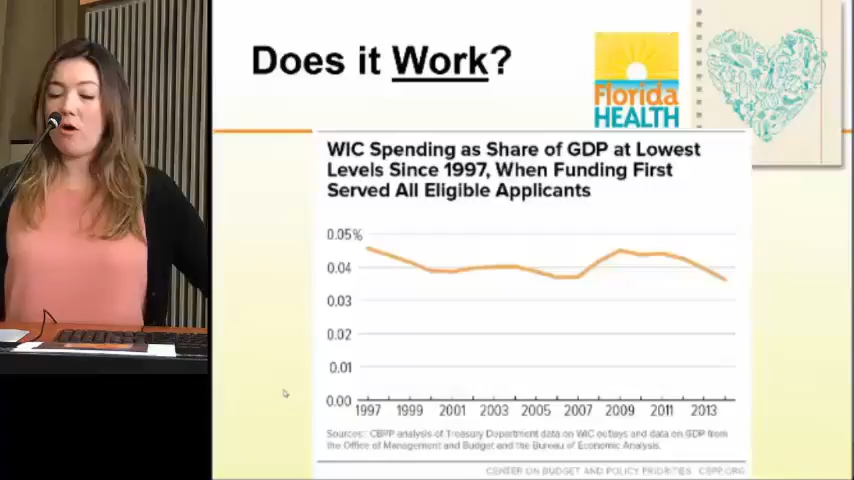 Does it Work?
Florida
HEALTH
WIC Spending as Share of GDP at Lowest
Levels Since 1997, When Funding First
Served All Eligible Applicants
0.05%
0.04
0.03
0.02
0.01
0.00
1997 1999 2001 2003 2005 2007 2009 2011 2013
Sources: CBPP analysis of Treasury Department data on WIC outlays and data on GDP from
the Office of Management and Budget and the Bureau of Economic Analysis.
CENTER ON BUDGET AND POLICY PRIORITIES CBPP.ORG